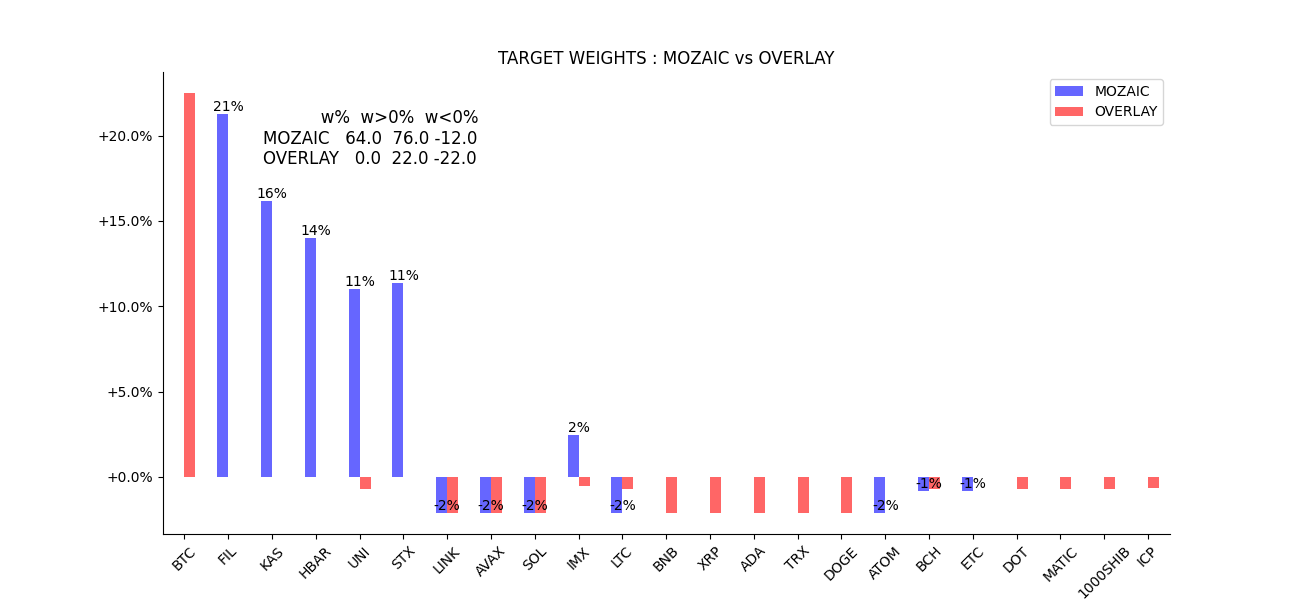 TARGET WEIGHTS : MOZAIC vs OVERLAY
MOZAIC
OVERLAY
w% w>0% w<0%
MOZAIC 64.0 76.0 -12.0
OVERLAY 0.0 22.0 -22.0
+20.0%
+15.0%
+10.0%
+5.0%
+0.0%
21%
16%
14%
11%
11%
-2%
-2%
-2%
2%
-2%
-2%
-1%
-1%
BTC
FIL
KAS
HBAR
UNI
STX
LINK
AVAX
SOL
IMX
LTC
BNB
XRP
ADA
TRX
DOGE
ATOM
BCH
ETC
DOT
MATIC
1000SHIB
ICP